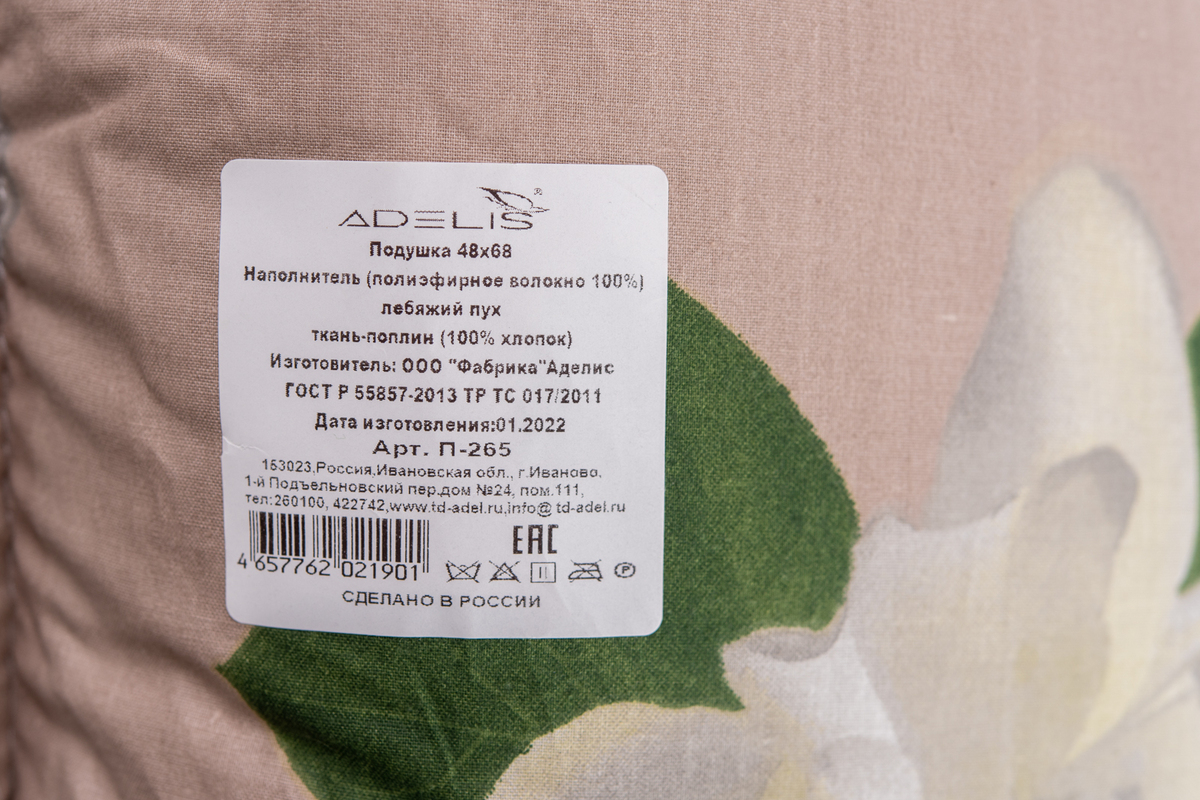 ADELIS®
Подушка 48х68
Наполнитель (полиэфирное волокно 100%)
лебяжий пух
ткань-поплин (100% хлопок)
Изготовитель: ООО "Фабрика"Аделис
ГОСТ Р 55857-2013 ТР ТС 017/2011
Дата изготовления:01.2022
Арт. П-265
153023,Россия,Ивановская обл., г.Иваново,
1-й Подъельновский пер.дом №24, пом.111,
тел:260100, 422742,www.td-adel.ru,info@ td-adel.ru
EAC
4 657762 021901
P
СДЕЛАНО В РОССИИ